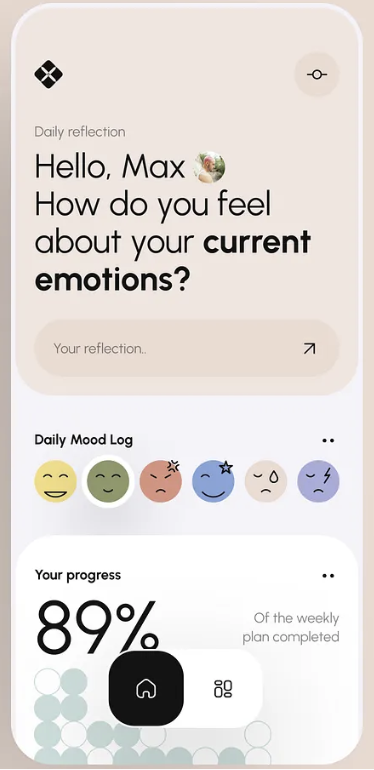 Daily reflection
Hello, Max
How do you feel
about your current
emotions?
Your reflection..
Daily Mood Log
Your progress
89%
Of the weekly
plan completed